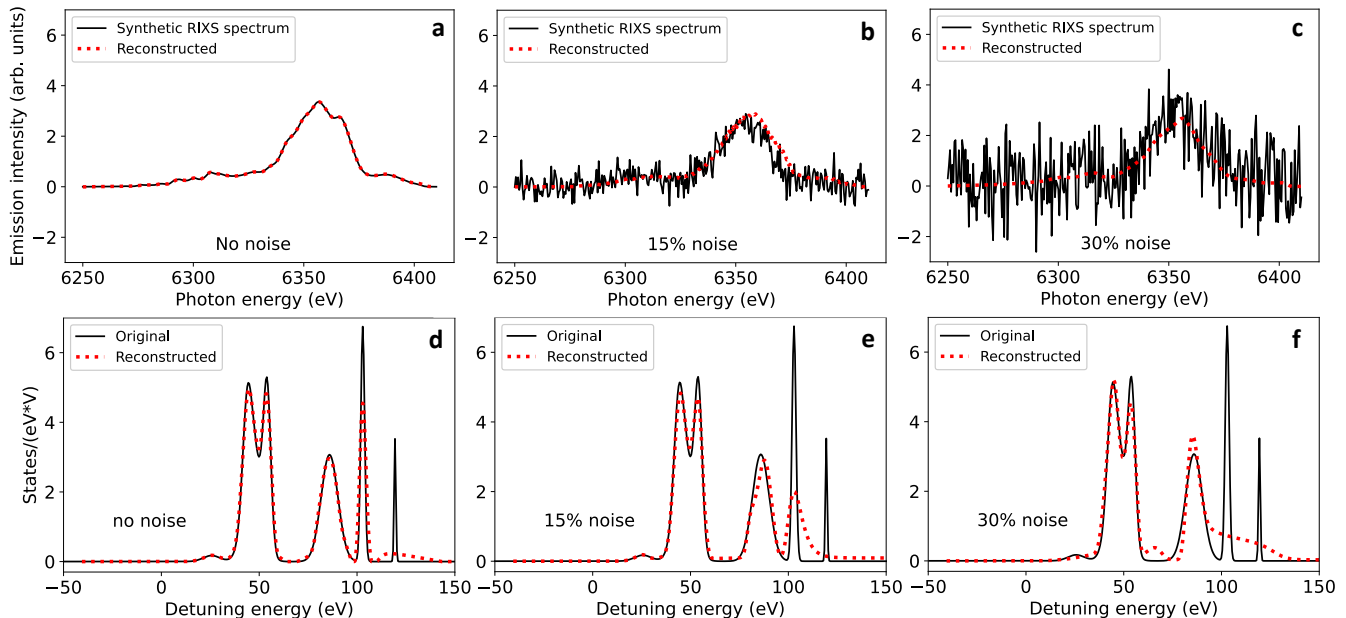 a
Synthetic RIXS spectrum
Reconstructed
6
4
2
0
−2
Emission intensity (arb. units)
No noise
6250 6300 6350 6400
Photon energy (eV)
b
Synthetic RIXS spectrum
Reconstructed
6
4
2
0
−2
15% noise
6250 6300 6350 6400
Photon energy (eV)
c
Synthetic RIXS spectrum
Reconstructed
6
4
2
0
−2
30% noise
6250 6300 6350 6400
Photon energy (eV)
d
Original
Reconstructed
6
4
2
0
States/(eV*V)
no noise
−50 0 50 100 150
Detuning energy (eV)
e
Original
Reconstructed
6
4
2
0
15% noise
−50 0 50 100 150
Detuning energy (eV)
f
Original
Reconstructed
6
4
2
0
30% noise
−50 0 50 100 150
Detuning energy (eV)